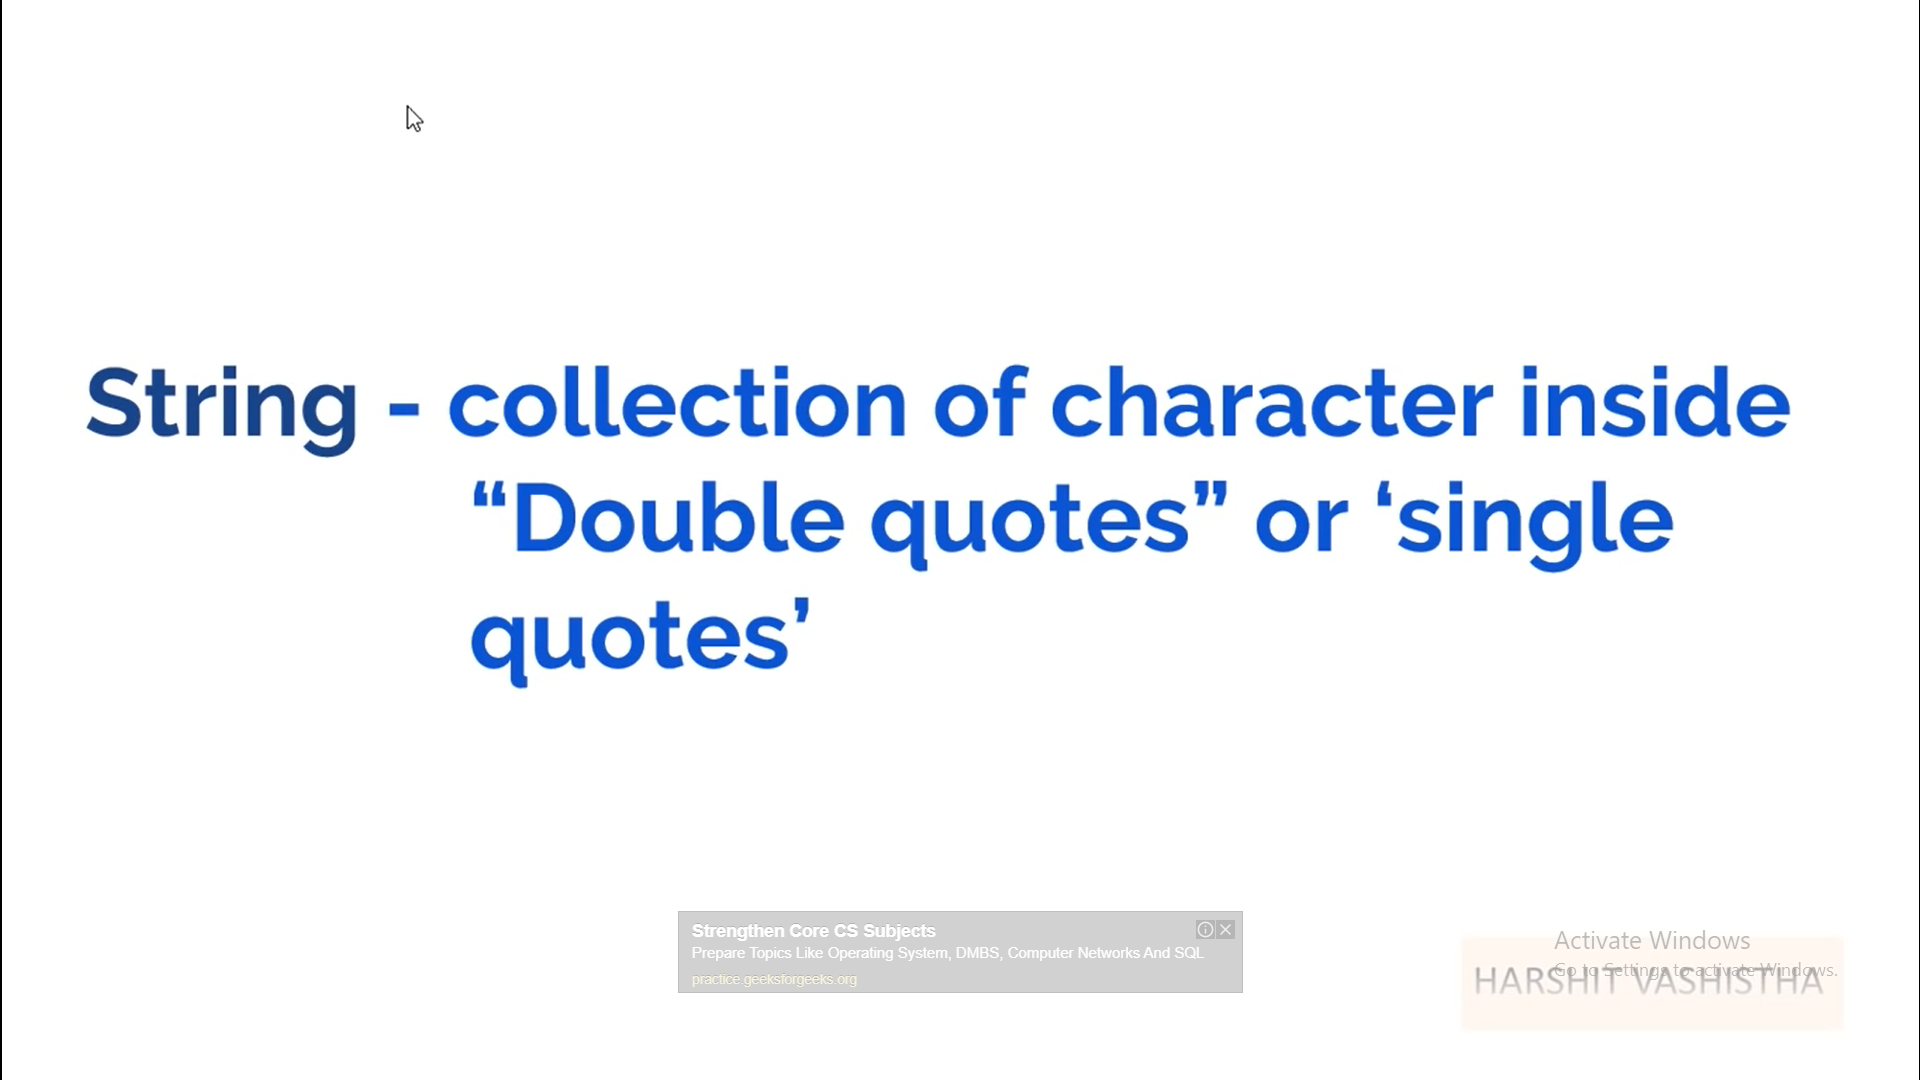 String - collection of character inside
“Double quotes” or ‘single
quotes’
Strengthen Core CS Subjects
Prepare Topics Like Operating System, DMBS, Computer Networks And SQL
practice.geeksforgeeks.org
Activate Windows
Go to Settings to activate Windows.
HARSHIT VASHISTHA